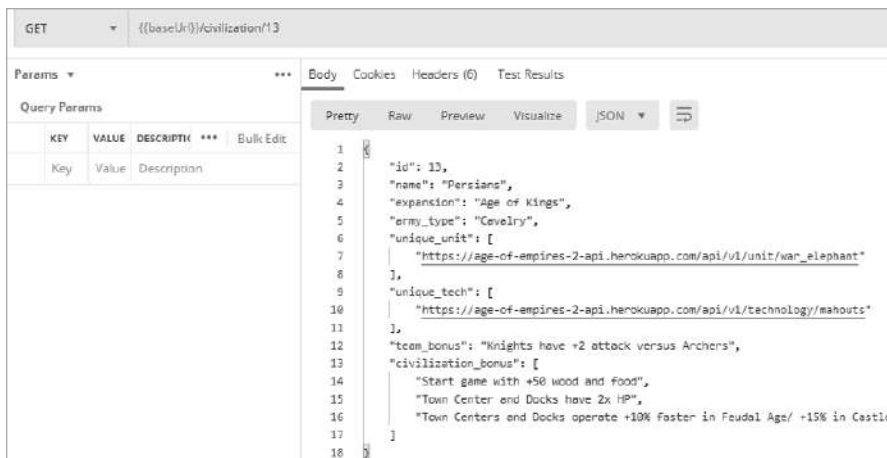 GET {{baseUrl}}/civilization/13
Params
Body Cookies Headers (6) Test Results
Query Params
Pretty Raw Preview Visualize JSON
KEY VALUE DESCRIPTI ••• Bulk Edit
Key Value Description
1 {
2 "id": 13,
3 "name": "Persians",
4 "expansion": "Age of Kings",
5 "army_type": "Cavalry",
6 "unique_unit": [
7 "https://age-of-empires-2-api.herokuapp.com/api/v1/unit/war_elephant"
8 ],
9 "unique_tech": [
10 "https://age-of-empires-2-api.herokuapp.com/api/v1/technology/mahouts"
11 ],
12 "team_bonus": "Knights have +2 attack versus Archers",
13 "civilization_bonus": [
14 "Start game with +50 wood and food",
15 "Town Center and Docks have 2x HP",
16 "Town Centers and Docks operate +10% faster in Feudal Age/ +15% in Castl
17 ]
18 }